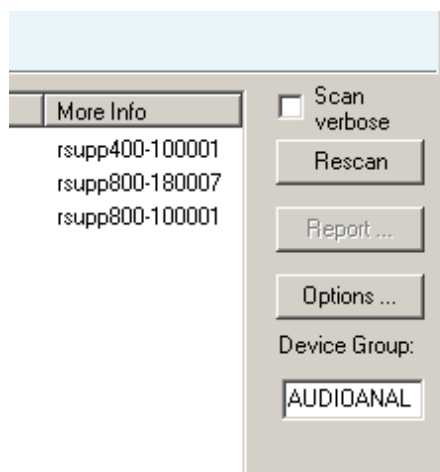 More Info
rsupp400-100001
rsupp800-180007
rsupp800-100001
Scan
verbose
Rescan
Report ...
Options ...
Device Group:
AUDIOANAL